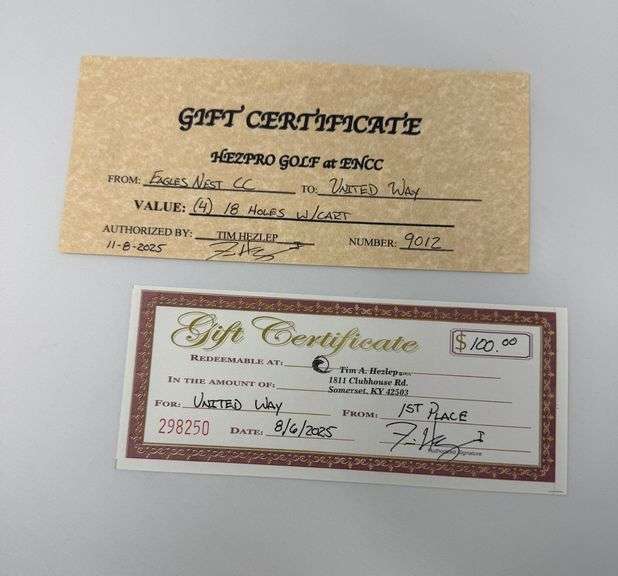 GIFT CERTIFICATE
HEZPRO GOLF at ENCC
FROM: EAGLES NEST CC TO: UNITED WAY
VALUE: (4) 18 HOLES W/CART
AUTHORIZED BY: TIM HEZLEP NUMBER: 9012
11-8-2025
Gift Certificate $100.00
REDEEMABLE AT: Tim A. Hezlep
1811 Clubhouse Rd.
IN THE AMOUNT OF: Somerset, KY 42503
FOR: UNITED WAY FROM: 1ST PLACE
298250 DATE: 8/6/2025
Authorized Signature